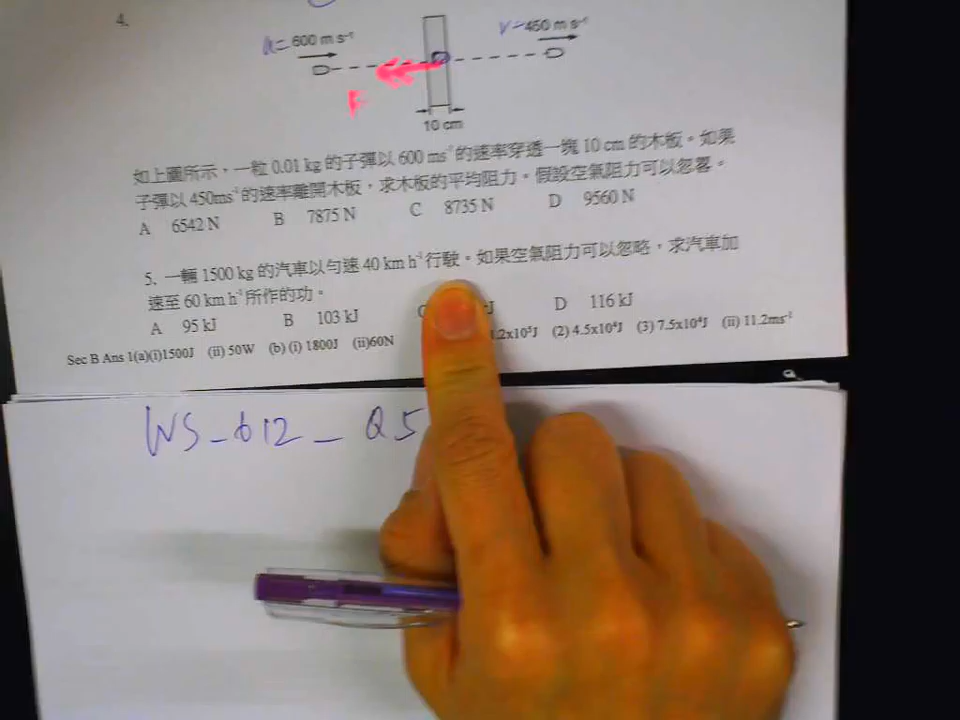 4.
u= 600 m s⁻¹
v= 450 m s⁻¹
F
10 cm
如上圖所示，一粒 0.01 kg 的子彈以 600 ms⁻¹的速率穿透一塊 10 cm 的木板。如果
子彈以 450ms⁻¹的速率離開木板，求木板的平均阻力。假設空氣阻力可以忽畧。
A 6542 N B 7875 N C 8735 N D 9560 N
5. 一輛 1500 kg 的汽車以勻速 40 km h⁻¹行駛。如果空氣阻力可以忽略，求汽車加
速至 60 km h⁻¹所作的功。
A 95 kJ B 103 kJ D 116 kJ
Sec B Ans 1(a)(i)1500J (ii) 50W (b)(i) 1800J (ii)60N (2) 4.5x10⁴J (3) 7.5x10⁴J (ii) 11.2ms⁻¹
WS_612_Q5